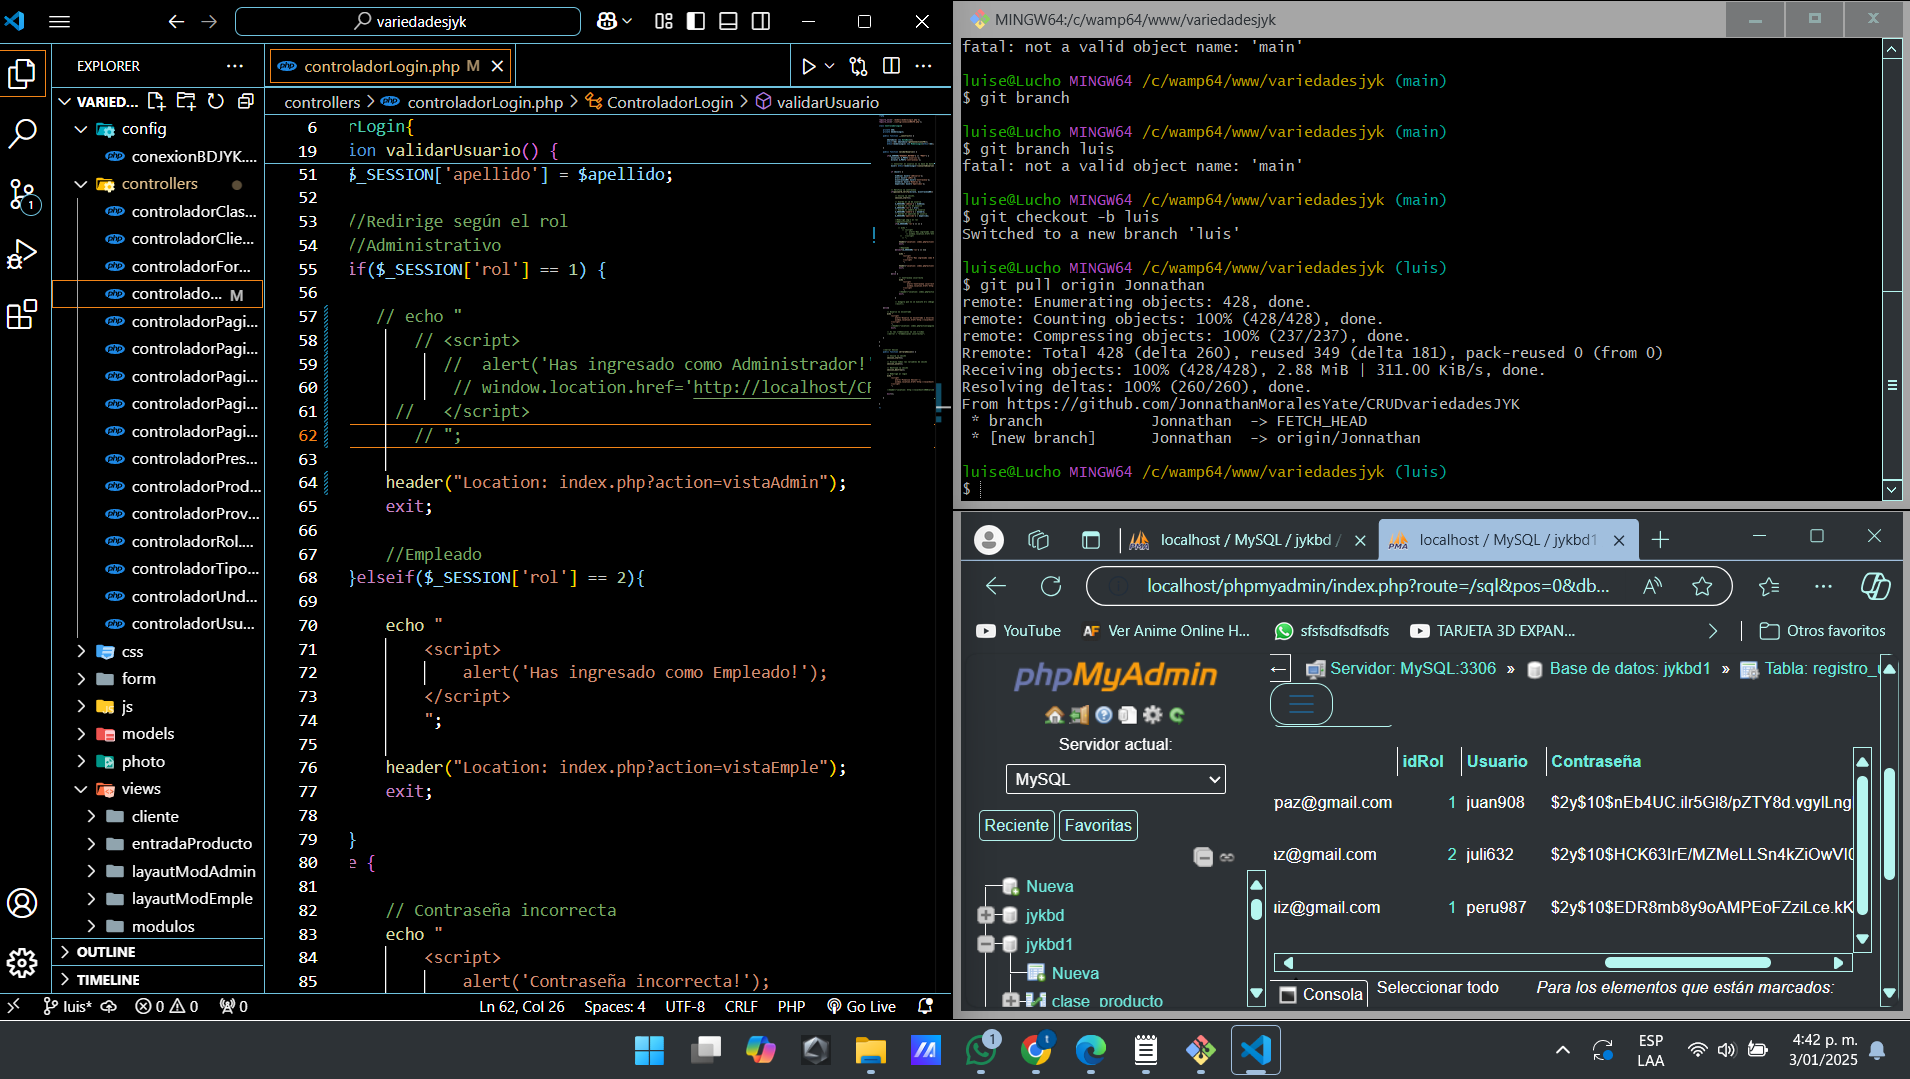 variedadesjyk
EXPLORER
VARIED...
config
conexionBDJYK....
controllers
controladorClas...
controladorClie...
controladorFor...
controlado... M
controladorPagi...
controladorPagi...
controladorPagi...
controladorPagi...
controladorPagi...
controladorPres...
controladorProd...
controladorProv...
controladorRol....
controladorTipo...
controladorUnd...
controladorUsu...
css
form
js
models
photo
views
cliente
entradaProducto
layautModAdmin
layautModEmple
modulos
OUTLINE
TIMELINE
1
controladorLogin.php M
controllers > controladorLogin.php > ControladorLogin > validarUsuario
6 rLogin{
19 ion validarUsuario() {
51 $_SESSION['apellido'] = $apellido;
52
53 //Redirige según el rol
54 //Administrativo
55 if($_SESSION['rol'] == 1) {
56
57 // echo "
58 // <script>
59 // alert('Has ingresado como Administrador!'
60 // window.location.href='http://localhost/CR
61 // </script>
62 // ";
63
64 header("Location: index.php?action=vistaAdmin");
65 exit;
66
67 //Empleado
68 }elseif($_SESSION['rol'] == 2){
69
70 echo "
71 <script>
72 alert('Has ingresado como Empleado!');
73 </script>
74 ";
75
76 header("Location: index.php?action=vistaEmple");
77 exit;
78
79 }
80 e {
81
82 // Contraseña incorrecta
83 echo "
84 <script>
85 alert('Contraseña incorrecta!');
luis* 0 0 0 Ln 62, Col 26 Spaces: 4 UTF-8 CRLF PHP Go Live
MINGW64:/c/wamp64/www/variedadesjyk
fatal: not a valid object name: 'main'
luise@Lucho MINGW64 /c/wamp64/www/variedadesjyk (main)
$ git branch
luise@Lucho MINGW64 /c/wamp64/www/variedadesjyk (main)
$ git branch luis
fatal: not a valid object name: 'main'
luise@Lucho MINGW64 /c/wamp64/www/variedadesjyk (main)
$ git checkout -b luis
Switched to a new branch 'luis'
luise@Lucho MINGW64 /c/wamp64/www/variedadesjyk (luis)
$ git pull origin Jonnathan
remote: Enumerating objects: 428, done.
remote: Counting objects: 100% (428/428), done.
remote: Compressing objects: 100% (237/237), done.
Rremote: Total 428 (delta 260), reused 349 (delta 181), pack-reused 0 (from 0)
Receiving objects: 100% (428/428), 2.88 MiB | 311.00 KiB/s, done.
Resolving deltas: 100% (260/260), done.
From https://github.com/JonnathanMoralesYate/CRUDvariedadesJYK
* branch Jonnathan -> FETCH_HEAD
* [new branch] Jonnathan -> origin/Jonnathan
luise@Lucho MINGW64 /c/wamp64/www/variedadesjyk (luis)
$
localhost / MySQL / jykbd / localhost / MySQL / jykbd1
localhost/phpmyadmin/index.php?route=/sql&pos=0&db...
YouTube Ver Anime Online H... sfsfsdfsdfsdfs TARJETA 3D EXPAN... Otros favoritos
phpMyAdmin
Servidor actual:
MySQL
Reciente Favoritas
Nueva
jykbd
jykbd1
Nueva
clase_producto
Servidor: MySQL:3306 » Base de datos: jykbd1 » Tabla: registro_
idRol Usuario Contraseña
paz@gmail.com 1 juan908 $2y$10$nEb4UC.ilr5Gl8/pZTY8d.vgylLng
az@gmail.com 2 juli632 $2y$10$HCK63IrE/MZMeLLSn4kZiOwVl0
iiz@gmail.com 1 peru987 $2y$10$EDR8mb8y9oAMPEoFZziLce.kK
Consola Seleccionar todo Para los elementos que están marcados:
1
t
ESP
LAA
4:42 p. m.
3/01/2025